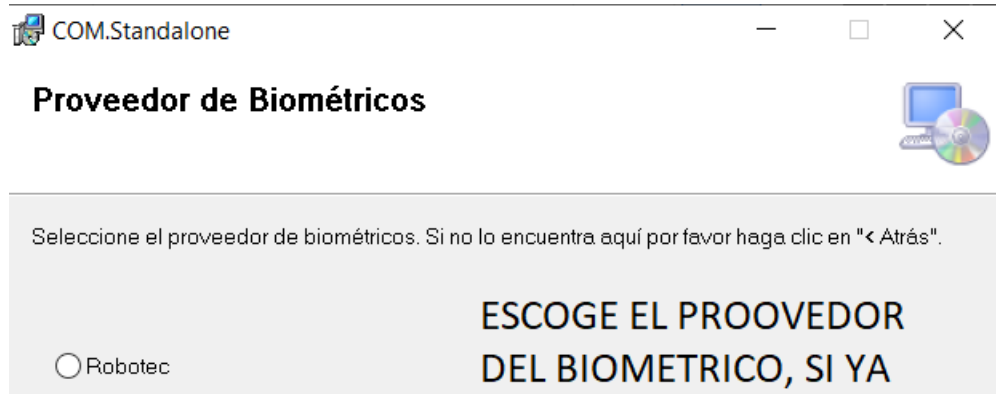 COM.Standalone
Proveedor de Biométricos
Seleccione el proveedor de biométricos. Si no lo encuentra aquí por favor haga clic en "< Atrás".
ESCOGE EL PROOVEDOR
Robotec
DEL BIOMETRICO, SI YA